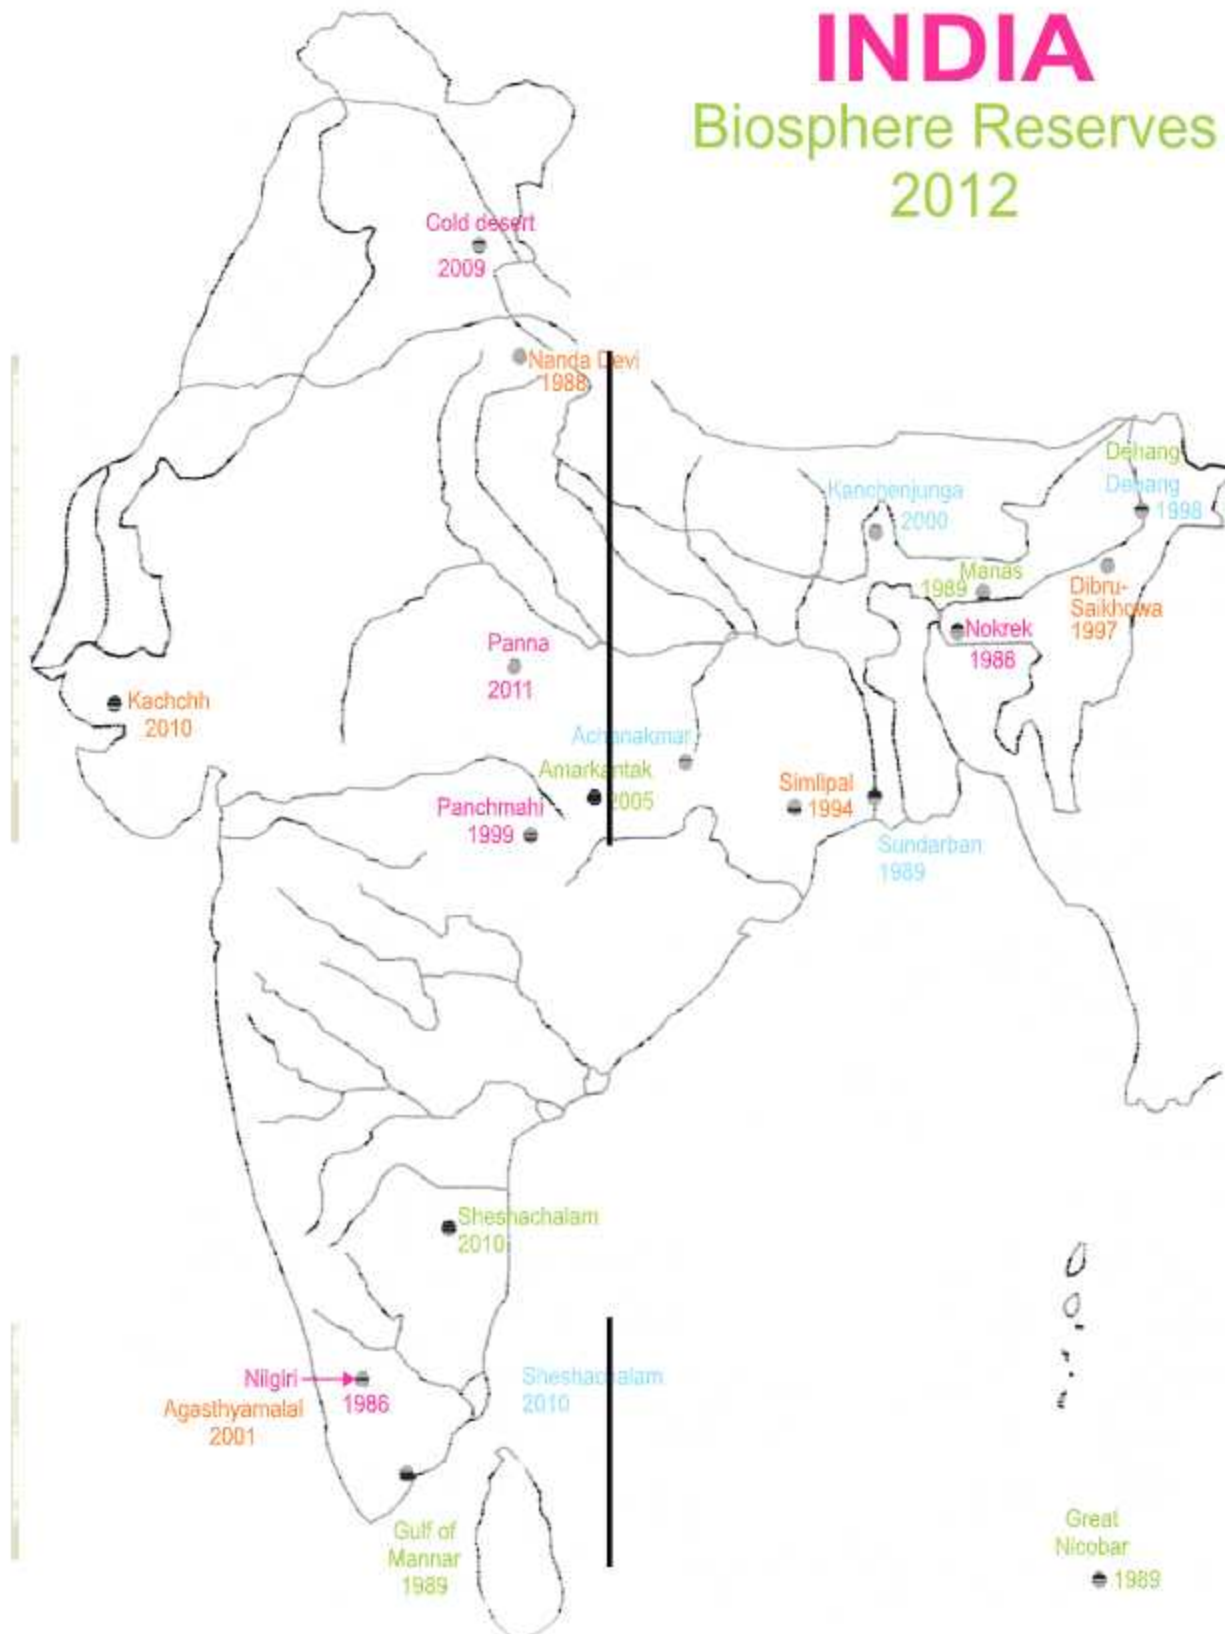 INDIA
Biosphere Reserves
2012
Cold desert
2009
Nanda Devi
1988
Dehang
Debang
1998
Kanchenjunga
2000
Manas
1989
Dibru-
Saikhowa
1997
Nokrek
1988
Panna
2011
Kachchh
2010
Achanakmar
Amarkantak
2005
Panchmahi
1999
Simlipal
1994
Sundarban
1989
Sheshachalam
2010
Nilgiri
1986
Agasthyamalal
2001
Sheshachalam
2010
Gulf of
Mannar
1989
Great
Nicobar
1989